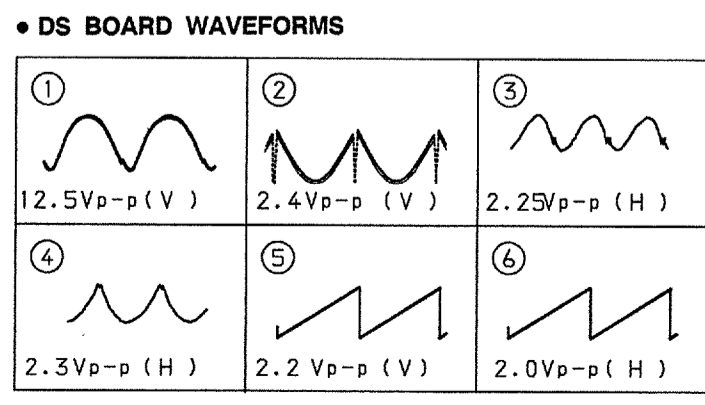 • DS BOARD WAVEFORMS
① ② ③
12.5Vp-p ( V ) 2.4Vp-p ( V ) 2.25Vp-p ( H )
④ ⑤ ⑥
2.3Vp-p ( H ) 2.2 Vp-p ( V ) 2.0Vp-p ( H )